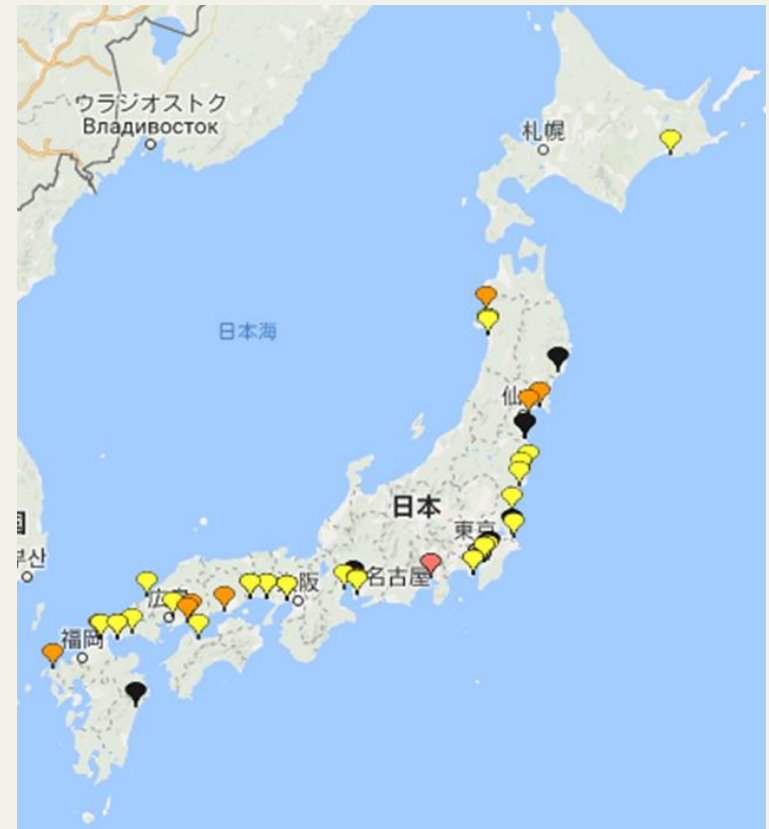 ウラジオストク
Владивосток
札幌
日本海
仙
日本
東京
名古屋
阪
広
福岡
부산